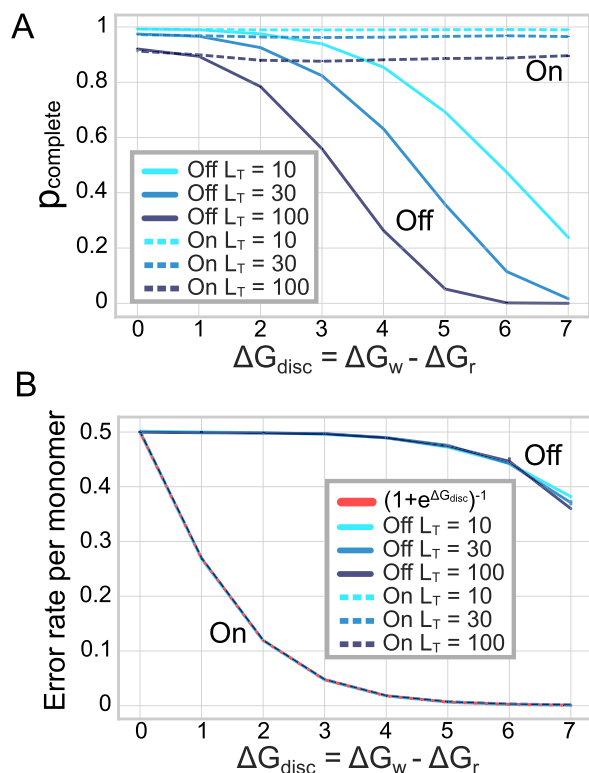 A
1
0.8
0.6
0.4
0.2
0
p_complete
On
Off
Off L_T = 10
Off L_T = 30
Off L_T = 100
On L_T = 10
On L_T = 30
On L_T = 100
0 1 2 3 4 5 6 7
ΔG_disc = ΔG_w - ΔG_r
B
0.5
0.4
0.3
0.2
0.1
0
Error rate per monomer
Off
On
(1+e^{ΔG_disc})^{-1}
Off L_T = 10
Off L_T = 30
Off L_T = 100
On L_T = 10
On L_T = 30
On L_T = 100
0 1 2 3 4 5 6 7
ΔG_disc = ΔG_w - ΔG_r